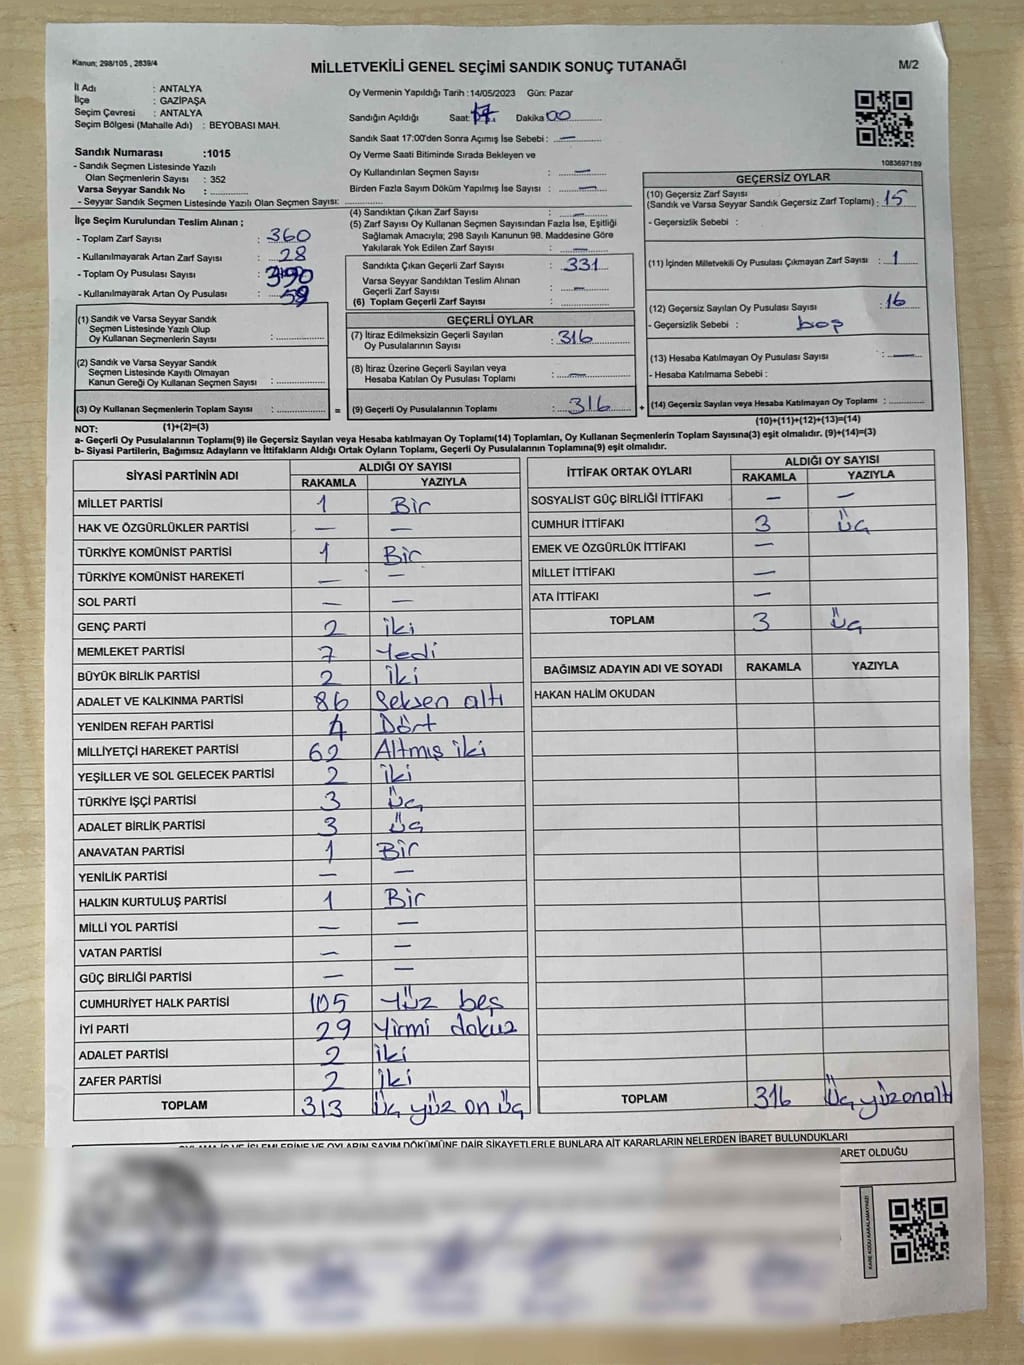 Kanun; 298/105 , 2839/4
MİLLETVEKİLİ GENEL SEÇİMİ SANDIK SONUÇ TUTANAĞI
M/2
İl Adı : ANTALYA
İlçe : GAZİPAŞA
Seçim Çevresi : ANTALYA
Seçim Bölgesi (Mahalle Adı) : BEYOBASI MAH.
Sandık Numarası :1015
- Sandık Seçmen Listesinde Yazılı
Olan Seçmenlerin Sayısı : 352
Varsa Seyyar Sandık No :
- Seyyar Sandık Seçmen Listesinde Yazılı Olan Seçmen Sayısı:
Oy Vermenin Yapıldığı Tarih :14/05/2023 Gün: Pazar
Sandığın Açıldığı Saat: 17 Dakika 00
Sandık Saat 17:00'den Sonra Açımış İse Sebebi : —
Oy Verme Saati Bitiminde Sırada Bekleyen ve
Oy Kullandırılan Seçmen Sayısı : —
Birden Fazla Sayım Döküm Yapılmış İse Sayısı : —
1083697189
İlçe Seçim Kurulundan Teslim Alınan ;
- Toplam Zarf Sayısı : 360
- Kullanılmayarak Artan Zarf Sayısı : 28
- Toplam Oy Pusulası Sayısı : 390
- Kullanılmayarak Artan Oy Pusulası : 59
(1) Sandık ve Varsa Seyyar Sandık
Seçmen Listesinde Yazılı Olup
Oy Kullanan Seçmenlerin Sayısı :
(2) Sandık ve Varsa Seyyar Sandık
Seçmen Listesinde Kayıtlı Olmayan
Kanun Gereği Oy Kullanan Seçmen Sayısı :
(3) Oy Kullanan Seçmenlerin Toplam Sayısı :
=
(4) Sandıktan Çıkan Zarf Sayısı : —
(5) Zarf Sayısı Oy Kullanan Seçmen Sayısından Fazla İse, Eşitliği
Sağlamak Amacıyla; 298 Sayılı Kanunun 98. Maddesine Göre
Yakılarak Yok Edilen Zarf Sayısı : —
Sandıkta Çıkan Geçerli Zarf Sayısı : 331
Varsa Seyyar Sandıktan Teslim Alınan
Geçerli Zarf Sayısı : —
(6) Toplam Geçerli Zarf Sayısı :
GEÇERLİ OYLAR
(7) İtiraz Edilmeksizin Geçerli Sayılan
Oy Pusulalarının Sayısı : 316
(8) İtiraz Üzerine Geçerli Sayılan veya
Hesaba Katılan Oy Pusulası Toplamı : —
(9) Geçerli Oy Pusulalarının Toplamı : 316
+
GEÇERSİZ OYLAR
(10) Geçersiz Zarf Sayısı
(Sandık ve Varsa Seyyar Sandık Geçersiz Zarf Toplamı) : 15
- Geçersizlik Sebebi :
(11) İçinden Milletvekili Oy Pusulası Çıkmayan Zarf Sayısı : 1
(12) Geçersiz Sayılan Oy Pusulası Sayısı : 16
- Geçersizlik Sebebi : boş
(13) Hesaba Katılmayan Oy Pusulası Sayısı : —
- Hesaba Katılmama Sebebi :
(14) Geçersiz Sayılan veya Hesaba Katılmayan Oy Toplamı :
NOT: (1)+(2)=(3)
(10)+(11)+(12)+(13)=(14)
a- Geçerli Oy Pusulalarının Toplamı(9) ile Geçersiz Sayılan veya Hesaba katılmayan Oy Toplamı(14) Toplamları, Oy Kullanan Seçmenlerin Toplam Sayısına(3) eşit olmalıdır. (9)+(14)=(3)
b- Siyasi Partilerin, Bağımsız Adayların ve İttifakların Aldığı Ortak Oyların Toplamı, Geçerli Oy Pusulalarının Toplamına(9) eşit olmalıdır.
SİYASİ PARTİNİN ADI ALDIĞI OY SAYISI
RAKAMLA YAZIYLA
MİLLET PARTİSİ 1 Bir
HAK VE ÖZGÜRLÜKLER PARTİSİ — —
TÜRKİYE KOMÜNİST PARTİSİ 1 Bir
TÜRKİYE KOMÜNİST HAREKETİ — —
SOL PARTİ — —
GENÇ PARTİ 2 iki
MEMLEKET PARTİSİ 7 Yedi
BÜYÜK BİRLİK PARTİSİ 2 iki
ADALET VE KALKINMA PARTİSİ 86 Seksen altı
YENİDEN REFAH PARTİSİ 4 Dört
MİLLİYETÇİ HAREKET PARTİSİ 62 Altmış iki
YEŞİLLER VE SOL GELECEK PARTİSİ 2 iki
TÜRKİYE İŞÇİ PARTİSİ 3 Üç
ADALET BİRLİK PARTİSİ 3 Üç
ANAVATAN PARTİSİ 1 Bir
YENİLİK PARTİSİ — —
HALKIN KURTULUŞ PARTİSİ 1 Bir
MİLLİ YOL PARTİSİ — —
VATAN PARTİSİ — —
GÜÇ BİRLİĞİ PARTİSİ — —
CUMHURİYET HALK PARTİSİ 105 Yüz beş
İYİ PARTİ 29 Yirmi dokuz
ADALET PARTİSİ 2 iki
ZAFER PARTİSİ 2 iki
TOPLAM 313 Üç yüz on üç
İTTİFAK ORTAK OYLARI ALDIĞI OY SAYISI
RAKAMLA YAZIYLA
SOSYALİST GÜÇ BİRLİĞİ İTTİFAKI — —
CUMHUR İTTİFAKI 3 Üç
EMEK VE ÖZGÜRLÜK İTTİFAKI —
MİLLET İTTİFAKI —
ATA İTTİFAKI —
TOPLAM 3 Üç
BAĞIMSIZ ADAYIN ADI VE SOYADI RAKAMLA YAZIYLA
HAKAN HALİM OKUDAN
TOPLAM 316 Üç yüz onaltı
OYLAMA İŞ VE İŞLEMLERİNE VE OYLARIN SAYIM DÖKÜMÜNE DAİR ŞİKAYETLERLE BUNLARA AİT KARARLARIN NELERDEN İBARET BULUNDUKLARI
ARET OLDUĞU